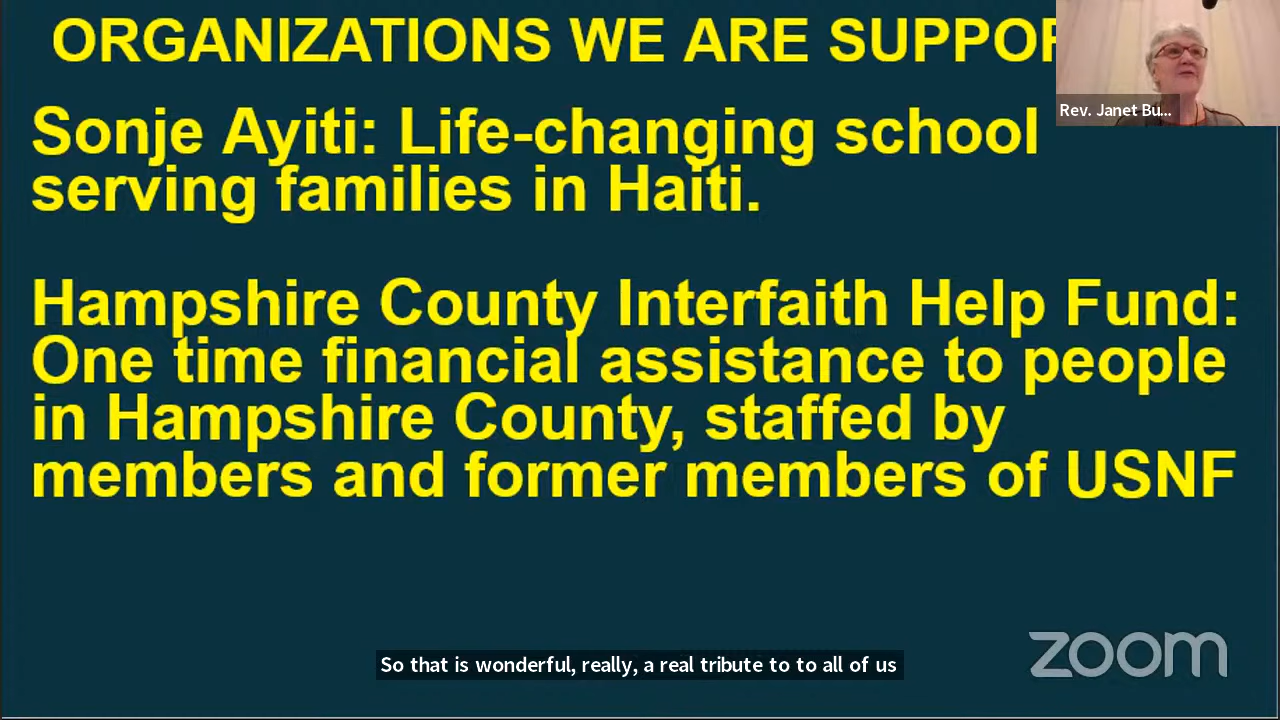 ORGANIZATIONS WE ARE SUPPO
Rev. Janet Bu...
Sonje Ayiti: Life-changing school
serving families in Haiti.
Hampshire County Interfaith Help Fund:
One time financial assistance to people
in Hampshire County, staffed by
members and former members of USNF
So that is wonderful, really, a real tribute to to all of us
zoom